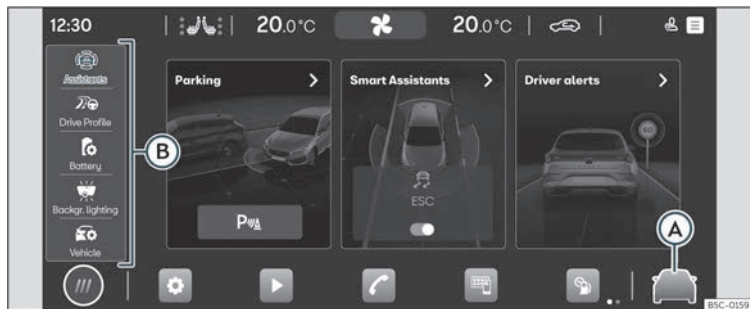 12:30
20.0°C
20.0°C
Assistants
Drive Profile
Battery
Backgr. lighting
Vehicle
B
Parking
P
Smart Assistants
ESC
Driver alerts
60
A
B5C-0159